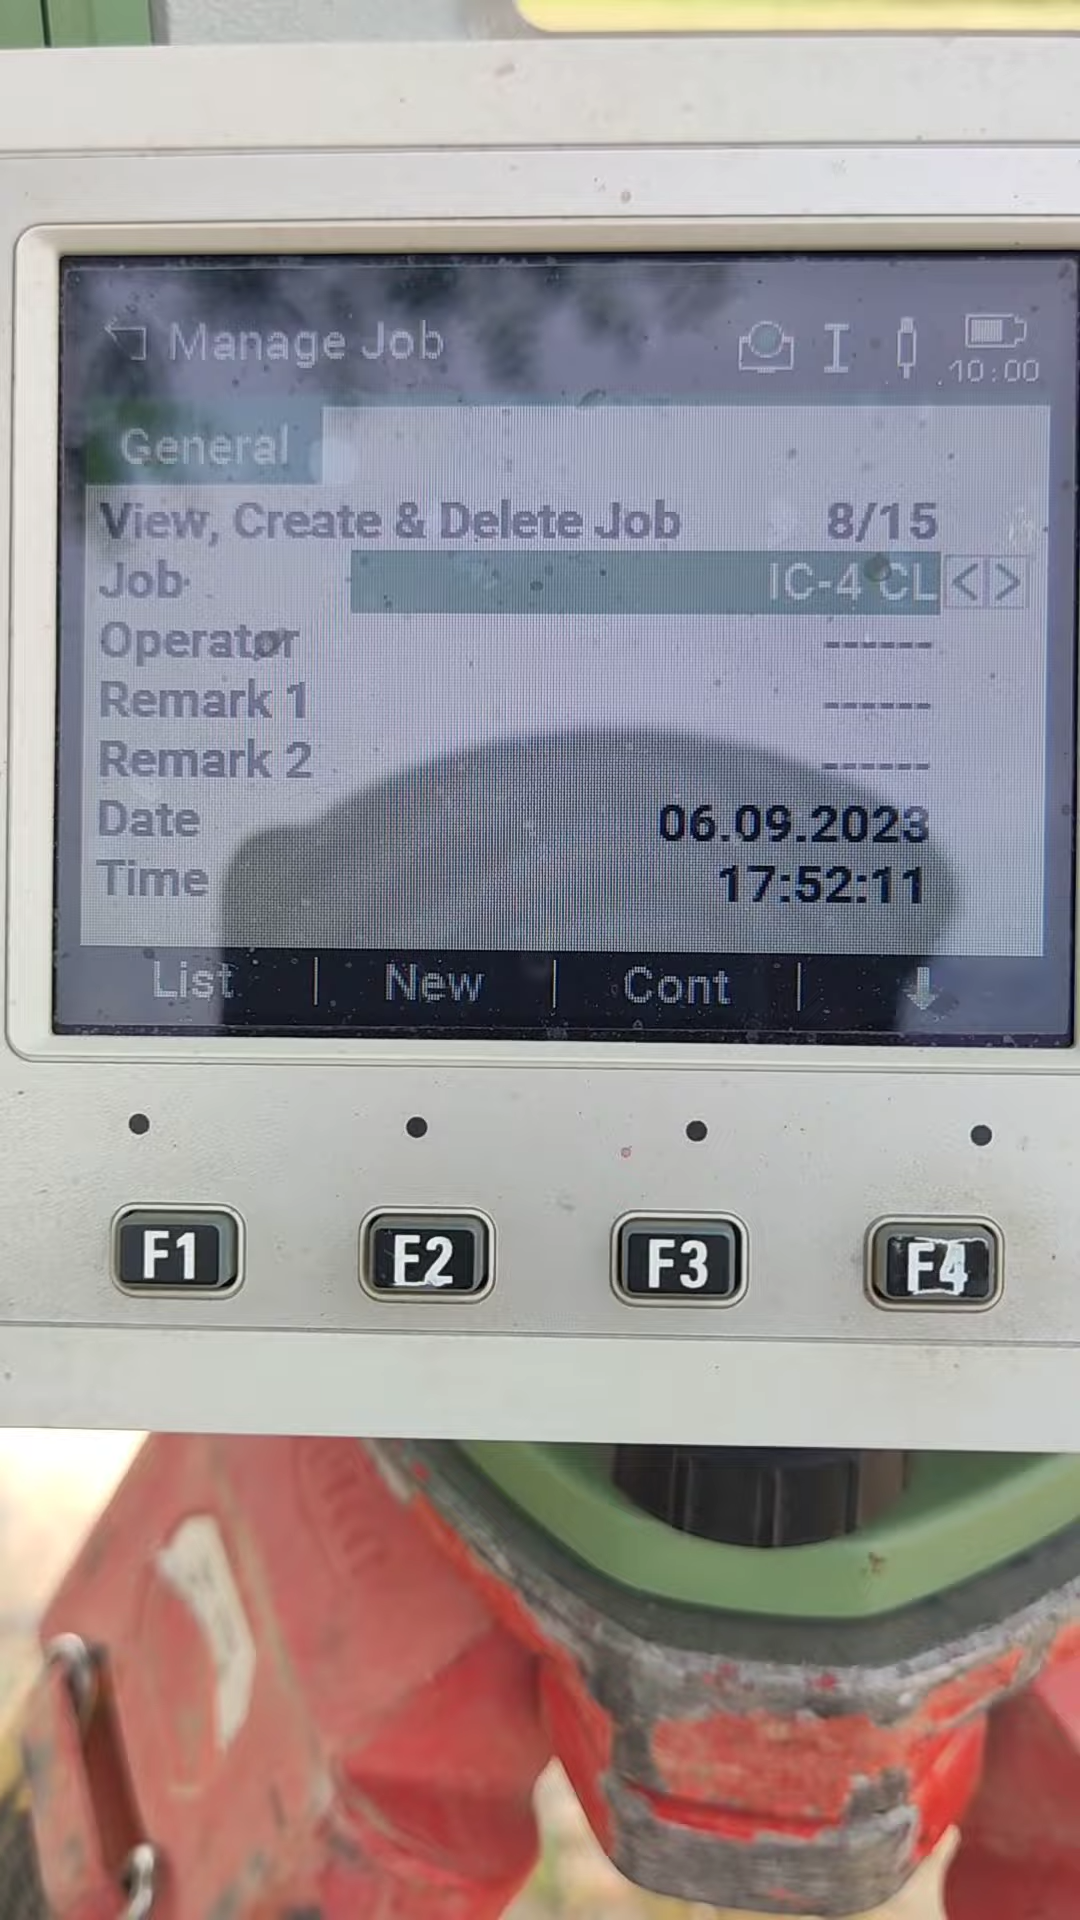 Manage Job
10:00
General
View, Create & Delete Job 8/15
Job IC-4 CL
Operator ------
Remark 1 ------
Remark 2 ------
Date 06.09.2023
Time 17:52:11
List | New | Cont | ↓
F1 F2 F3 F4